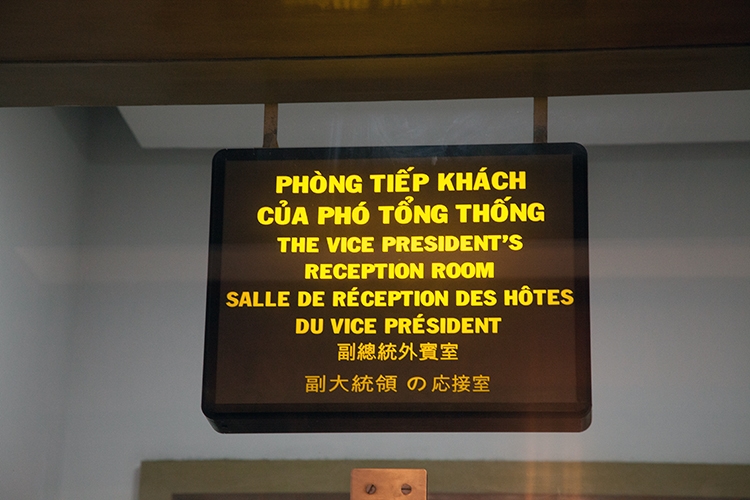 PHÒNG TIẾP KHÁCH
CỦA PHÓ TỔNG THỐNG
THE VICE PRESIDENT'S
RECEPTION ROOM
SALLE DE RÉCEPTION DES HÔTES
DU VICE PRÉSIDENT
副總統外賓室
副大統領 の 応接室